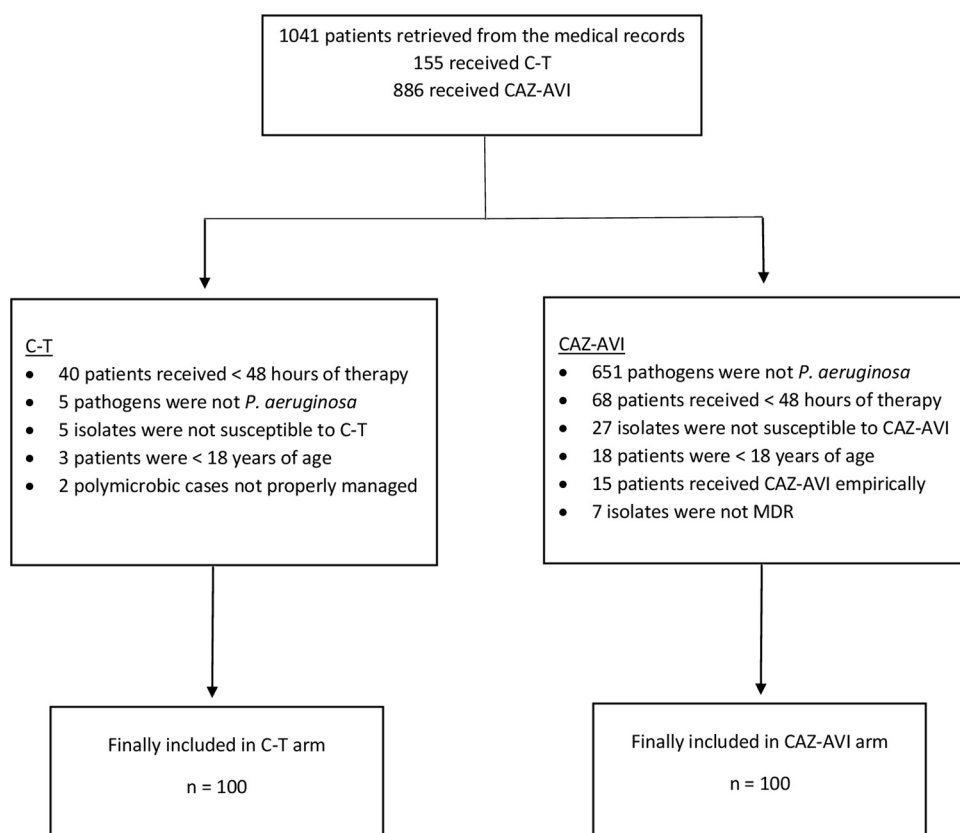 1041 patients retrieved from the medical records
155 received C-T
886 received CAZ-AVI
C-T
• 40 patients received < 48 hours of therapy
• 5 pathogens were not P. aeruginosa
• 5 isolates were not susceptible to C-T
• 3 patients were < 18 years of age
• 2 polymicrobic cases not properly managed
CAZ-AVI
• 651 pathogens were not P. aeruginosa
• 68 patients received < 48 hours of therapy
• 27 isolates were not susceptible to CAZ-AVI
• 18 patients were < 18 years of age
• 15 patients received CAZ-AVI empirically
• 7 isolates were not MDR
Finally included in C-T arm
n = 100
Finally included in CAZ-AVI arm
n = 100